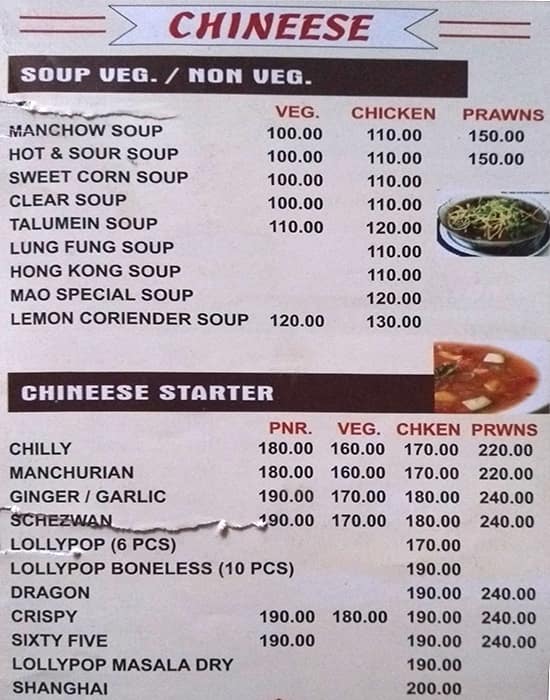 CHINEESE
SOUP VEG. / NON VEG.
VEG. CHICKEN PRAWNS
MANCHOW SOUP 100.00 110.00 150.00
HOT & SOUR SOUP 100.00 110.00 150.00
SWEET CORN SOUP 100.00 110.00
CLEAR SOUP 100.00 110.00
TALUMEIN SOUP 110.00 120.00
LUNG FUNG SOUP 110.00
HONG KONG SOUP 110.00
MAO SPECIAL SOUP 120.00
LEMON CORIENDER SOUP 120.00 130.00
CHINEESE STARTER
PNR. VEG. CHKEN PRWNS
CHILLY 180.00 160.00 170.00 220.00
MANCHURIAN 180.00 160.00 170.00 220.00
GINGER / GARLIC 190.00 170.00 180.00 240.00
SCHEZWAN 190.00 170.00 180.00 240.00
LOLLYPOP (6 PCS) 170.00
LOLLYPOP BONELESS (10 PCS) 190.00
DRAGON 190.00 240.00
CRISPY 190.00 180.00 190.00 240.00
SIXTY FIVE 190.00 190.00 240.00
LOLLYPOP MASALA DRY 190.00
SHANGHAI 200.00